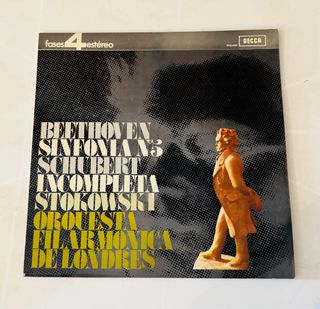 fases 4 estéreo
DECCA
BEETHOVEN
SINFONIA Nº5
SCHUBERT
INCOMPLETA
STOKOWSKI
ORQUESTA
FILARMONICA
DE LONDRES